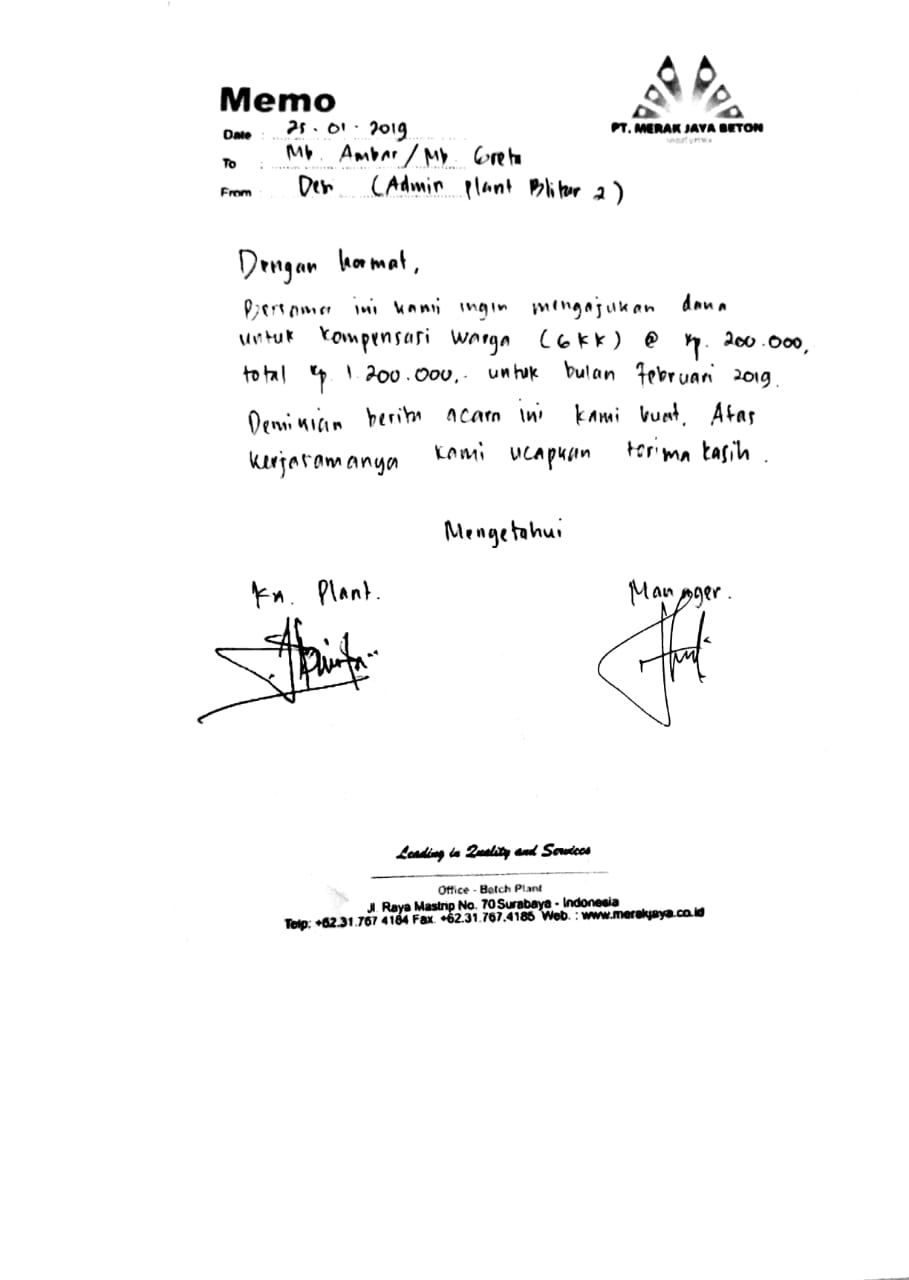 Memo
PT. MERAK JAYA BETON
Date : 25 - 01 - 2019
To : Mb. Ambar / Mb. Greta
From : (Admin Plant Blitar 2)
Dengan hormat,
Bersama ini kami ingin mengajukan dana
untuk kompensasi warga (6 KK) @ Rp. 200.000,
total Rp. 1.200.000,- untuk bulan Februari 2019.
Demikian berita acara ini kami buat. Atas
kerjasamanya kami ucapkan terima kasih.
Mengetahui
Ka. Plant.
Manager.
Leading in Quality and Services
Office - Batch Plant
Jl. Raya Mastrip No. 70 Surabaya - Indonesia
Telp: +62.31.767 4184 Fax. +62.31.767.4185 Web. : www.merakjaya.co.id